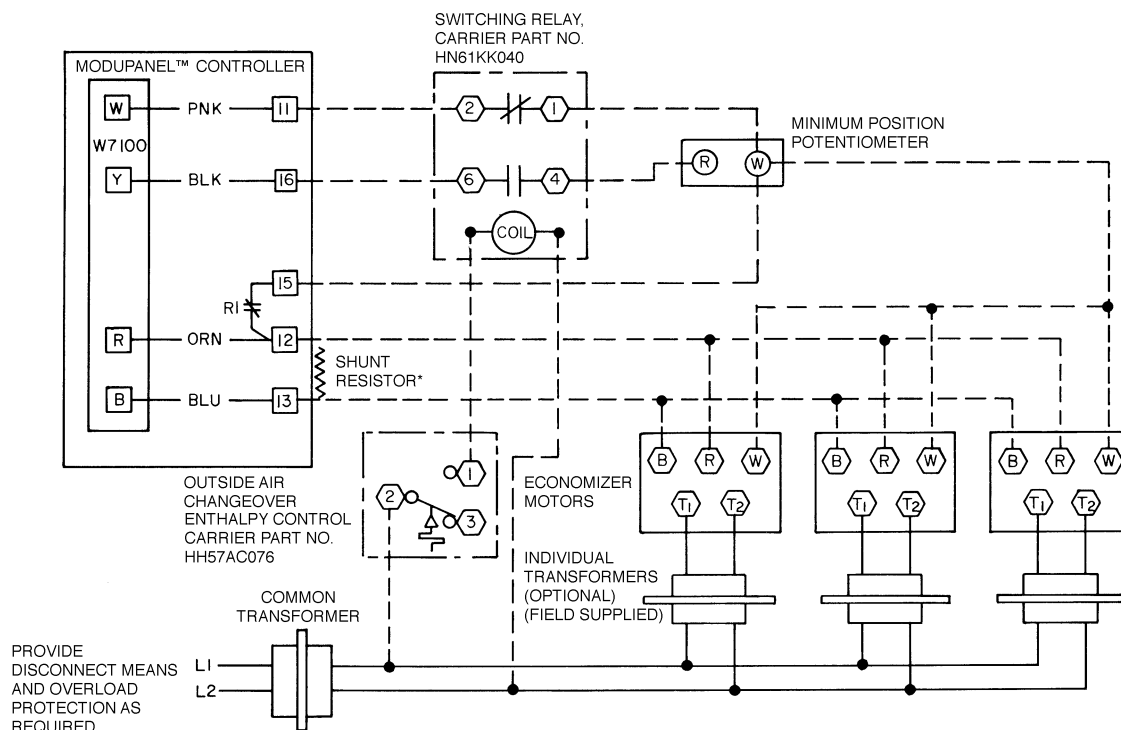 SWITCHING RELAY,
CARRIER PART NO.
HN61KK040
MODUPANEL™ CONTROLLER
W
PNK
11
2
1
W7100
MINIMUM POSITION
POTENTIOMETER
R
W
Y
BLK
16
6
4
COIL
15
R1
R
ORN
12
SHUNT
RESISTOR*
B
BLU
13
OUTSIDE AIR
CHANGEOVER
ENTHALPY CONTROL
CARRIER PART NO.
HH57AC076
1
2
3
ECONOMIZER
MOTORS
B R W
T1 T2
B R W
T1 T2
B R W
T1 T2
INDIVIDUAL
TRANSFORMERS
(OPTIONAL)
(FIELD SUPPLIED)
COMMON
TRANSFORMER
PROVIDE
DISCONNECT MEANS
AND OVERLOAD
PROTECTION AS
REQUIRED
L1
L2